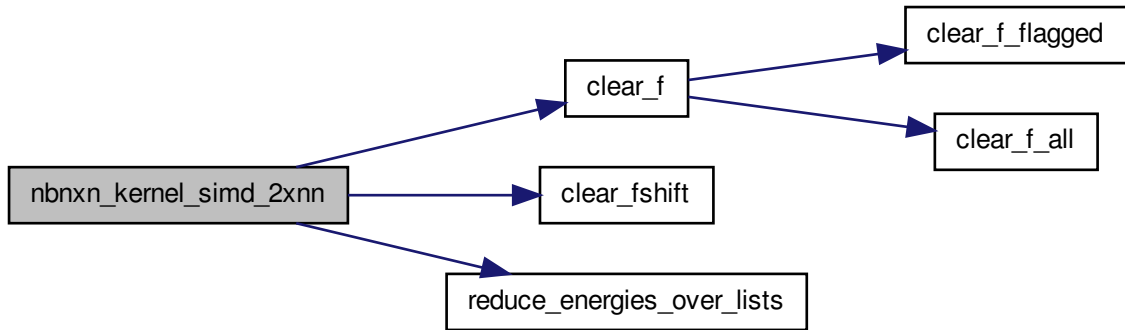 nbnxn_kernel_simd_2xnn
clear_f
clear_f_flagged
clear_f_all
clear_fshift
reduce_energies_over_lists